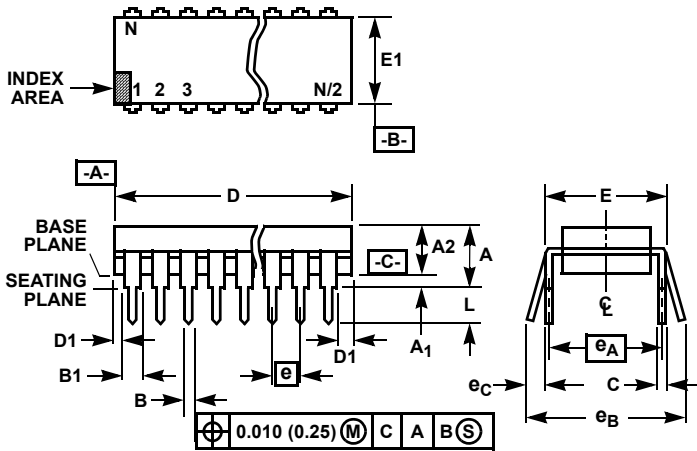 N
E1
INDEX
AREA
1 2 3 N/2
-B-
-A-
D
E
BASE
PLANE
A2
A
-C-
SEATING
PLANE
L
CL
D1
A1
D1
eA
B1
e
eC
C
B
eB
0.010 (0.25) M C A B S